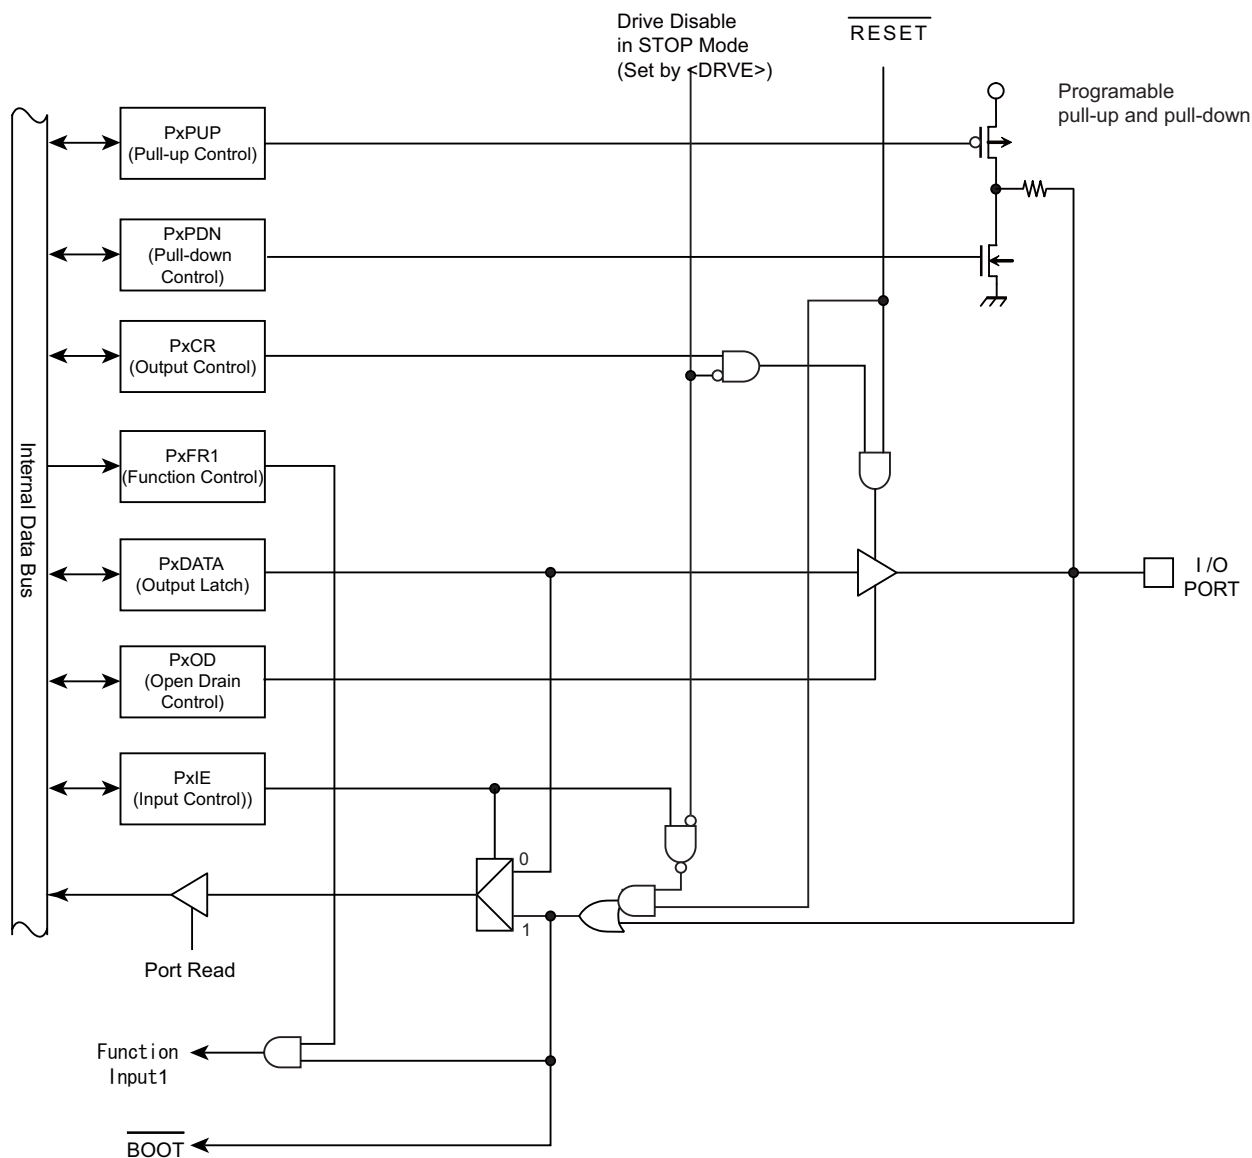 Drive Disable
in STOP Mode
(Set by <DRVE>)
RESET
Programable
pull-up and pull-down
PxPUP
(Pull-up Control)
PxPDN
(Pull-down
Control)
PxCR
(Output Control)
Internal Data Bus
PxFR1
(Function Control)
PxDATA
(Output Latch)
I /O
PORT
PxOD
(Open Drain
Control)
PxIE
(Input Control))
0
1
Port Read
Function
Input1
BOOT